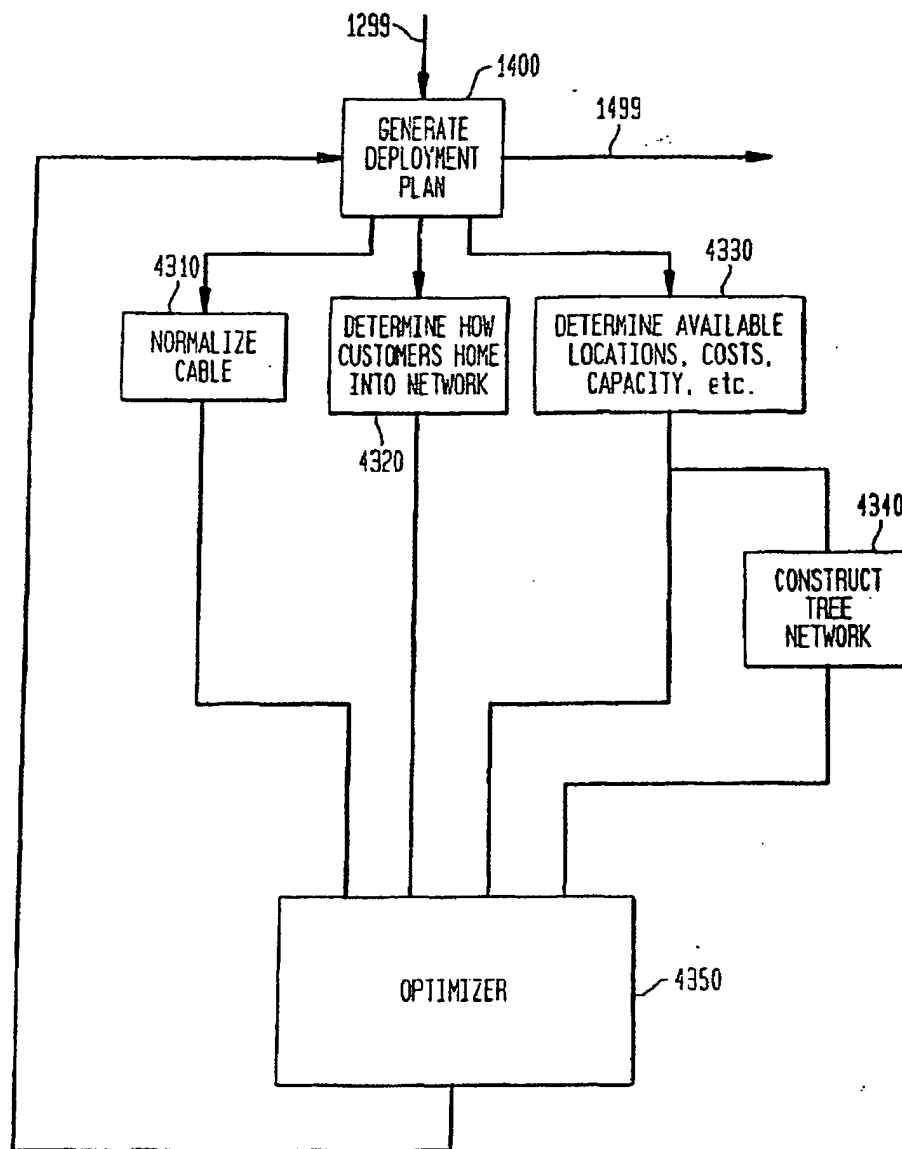 1299
1400
GENERATE
DEPLOYMENT
PLAN
1499
4310
NORMALIZE
CABLE
DETERMINE HOW
CUSTOMERS HOME
INTO NETWORK
4320
4330
DETERMINE AVAILABLE
LOCATIONS, COSTS,
CAPACITY, etc.
4340
CONSTRUCT
TREE
NETWORK
OPTIMIZER
4350